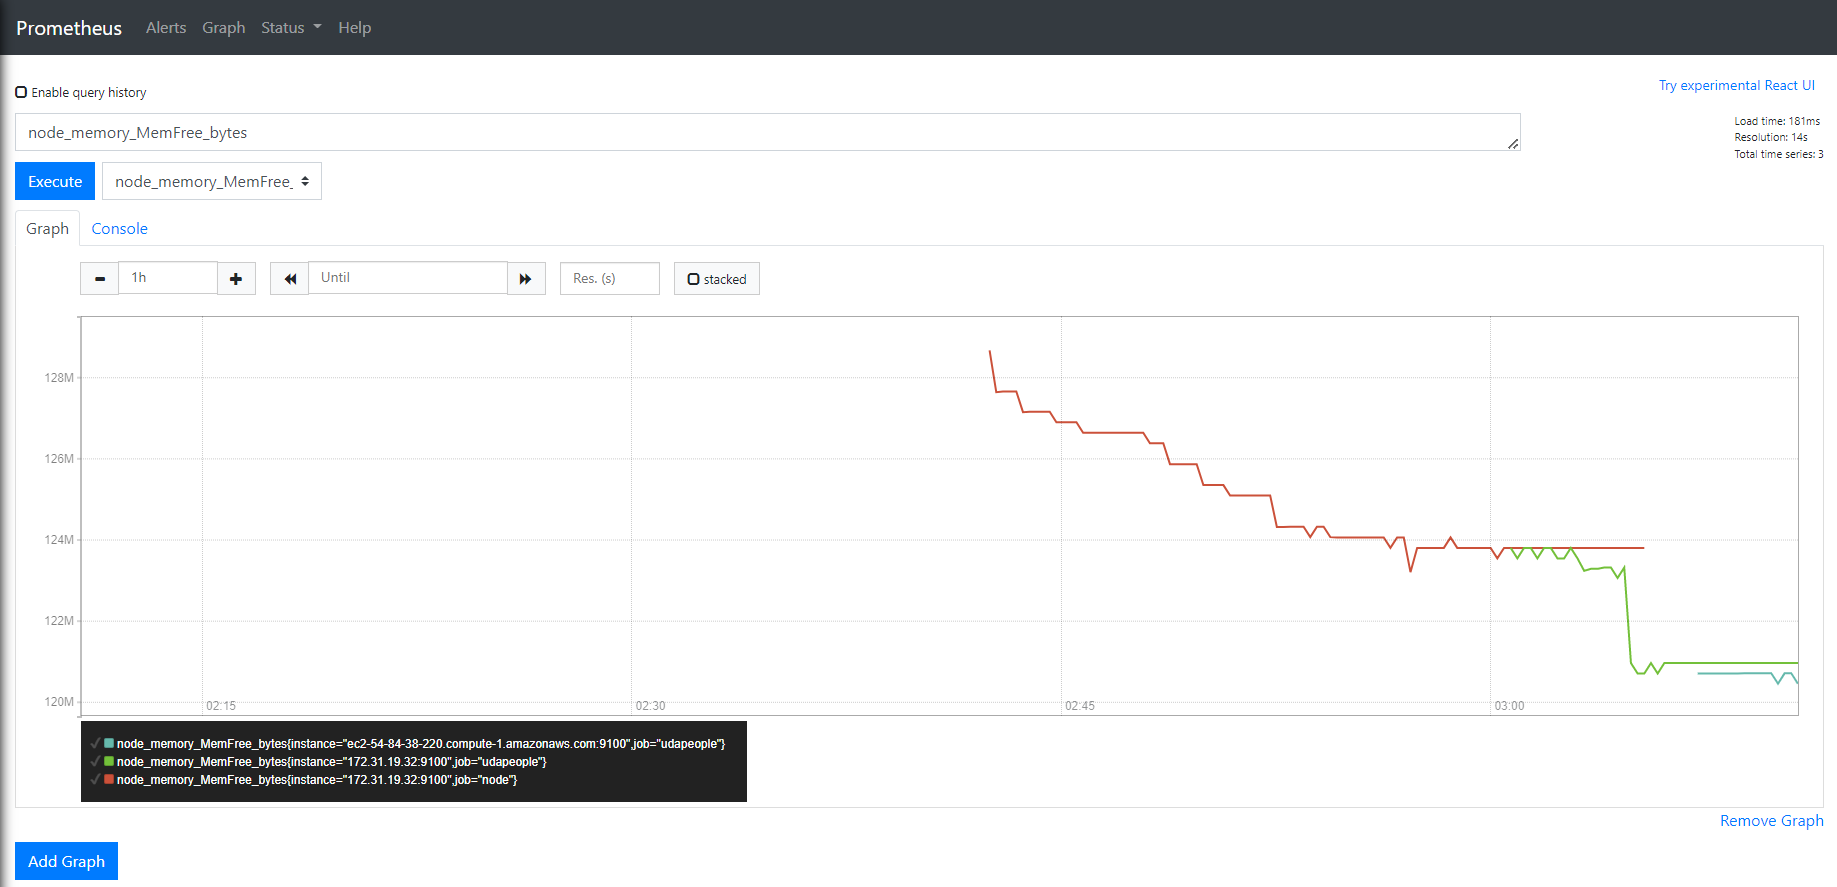 Prometheus Alerts Graph Status Help
Enable query history
Try experimental React UI
node_memory_MemFree_bytes
Load time: 181ms
Resolution: 14s
Total time series: 3
Execute node_memory_MemFree_
Graph Console
1h Until Res. (s) stacked
128M
126M
124M
122M
120M
02:15 02:30 02:45 03:00
node_memory_MemFree_bytes{instance="ec2-54-84-38-220.compute-1.amazonaws.com:9100",job="udapeople"}
node_memory_MemFree_bytes{instance="172.31.19.32:9100",job="udapeople"}
node_memory_MemFree_bytes{instance="172.31.19.32:9100",job="node"}
Remove Graph
Add Graph